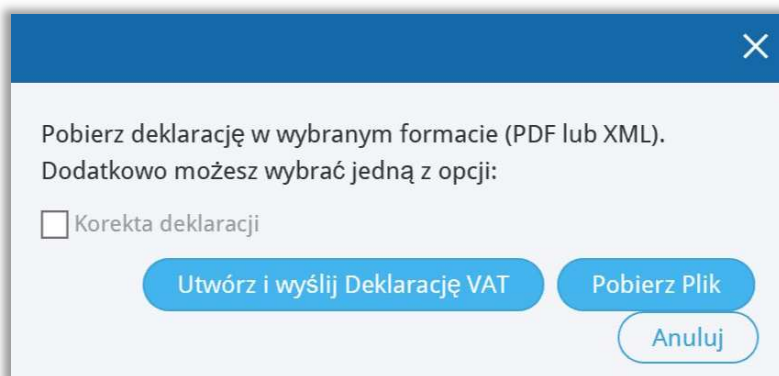 Pobierz deklarację w wybranym formacie (PDF lub XML).
Dodatkowo możesz wybrać jedną z opcji:
Korekta deklaracji
Utwórz i wyślij Deklarację VAT
Pobierz Plik
Anuluj